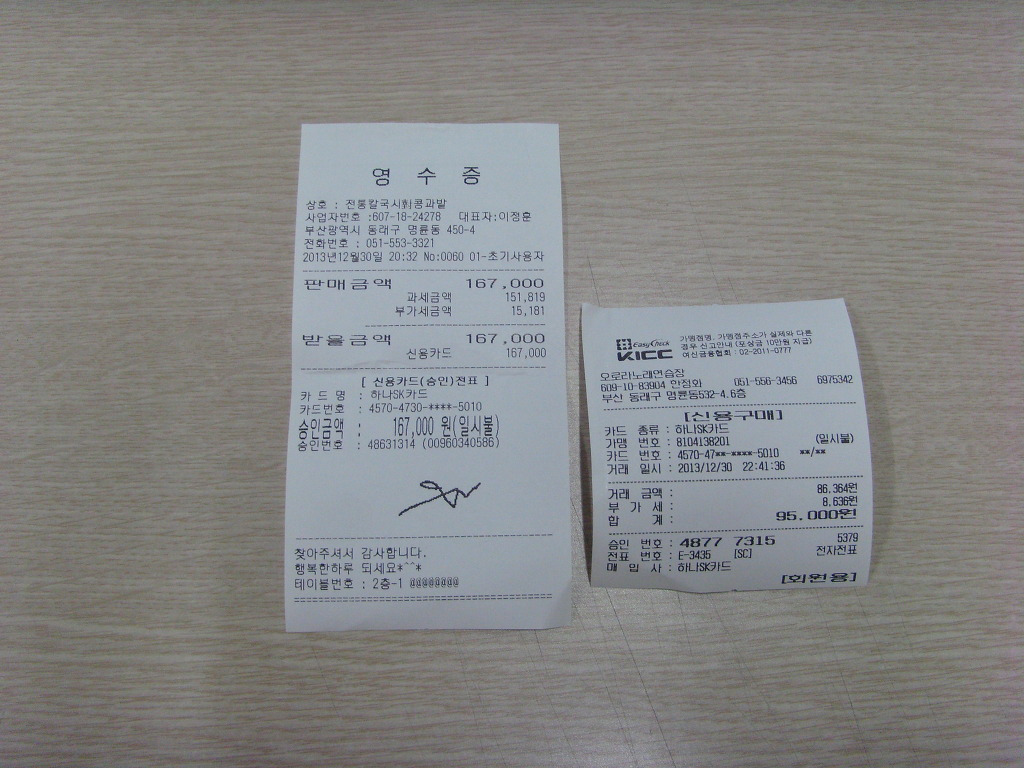 영 수 증
상호 : 전통칼국시화콩과밭
사업자번호 :607-18-24278 대표자:이정훈
부산광역시 동래구 명륜동 450-4
전화번호 : 051-553-3321
2013년12월30일 20:32 No:0060 01-초기사용자
판매금액 167,000
과세금액 151,819
부가세금액 15,181
받을금액 167,000
신용카드 167,000
[ 신용카드(승인)전표 ]
카 드 명 : 하나SK카드
카드번호 : 4570-4730-****-5010
승인금액 : 167,000 원(일시불)
승인번호 : 48631314 (00960340586)
찾아주셔서 감사합니다.
행복한하루 되세요*^^*
테이블번호 : 2층-1 @@@@@@@@
EasyCheck
KICC
가맹점명, 가맹점주소가 실제와 다른
경우 신고안내 (포상금 10만원 지급)
여신금융협회 : 02-2011-0777
오로라노래연습장
609-10-83904 안점화 051-556-3456 6975342
부산 동래구 명륜동532-4.6층
[신용구매]
카드 종류 : 하나SK카드
가맹 번호 : 8104138201 (일시불)
카드 번호 : 4570-47**-****-5010 **/**
거래 일시 : 2013/12/30 22:41:36
거래 금액 : 86,364원
부 가 세 : 8,636원
합 계 : 95,000원
승인 번호 : 4877 7315 5379
전표 번호 : E-3435 [SC] 전자전표
매 입 사 : 하나SK카드
[회원용]